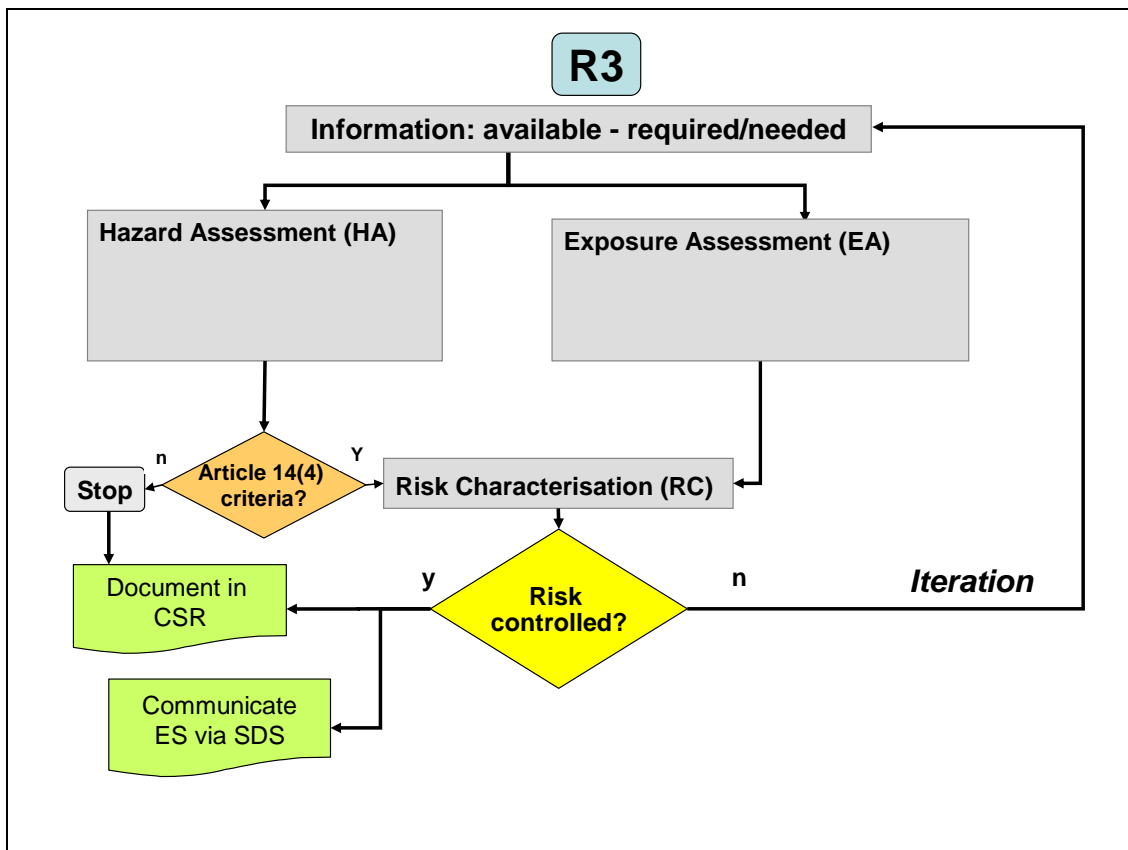 R3
Information: available - required/needed
Hazard Assessment (HA)
Exposure Assessment (EA)
n
Article 14(4)
criteria?
Y
Stop
Risk Characterisation (RC)
Document in
CSR
y
Risk
controlled?
n
Iteration
Communicate
ES via SDS